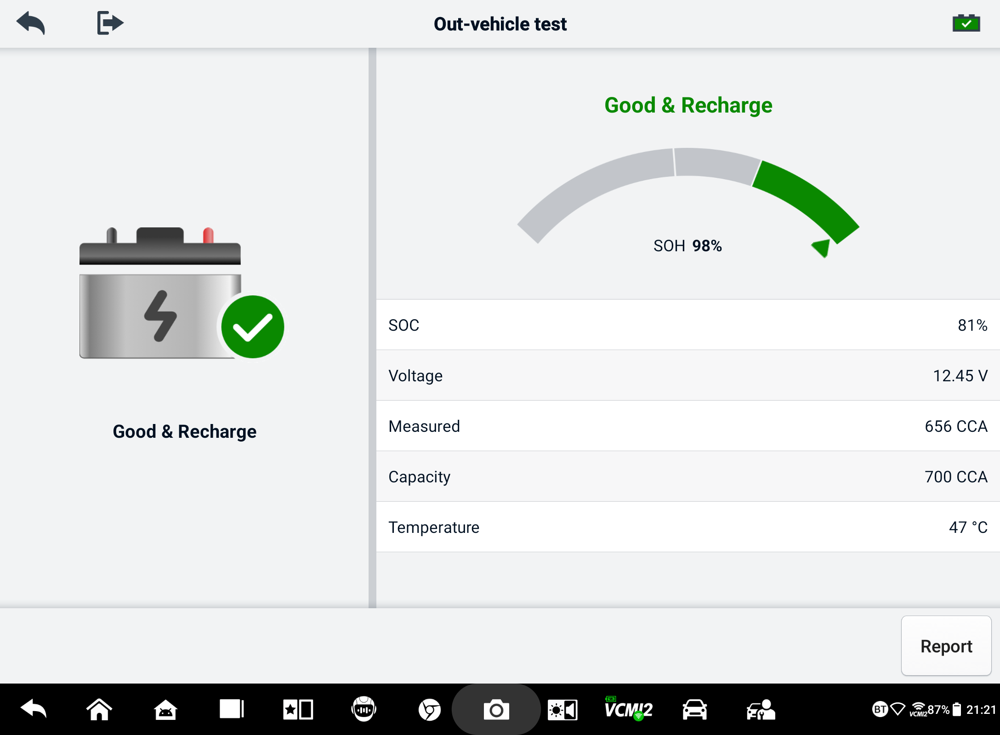 Out-vehicle test
Good & Recharge
SOH 98%
SOC 81%
Voltage 12.45 V
Measured 656 CCA
Capacity 700 CCA
Temperature 47 °C
Good & Recharge
Report
VCMI2
BT VCMI2 87% 21:21